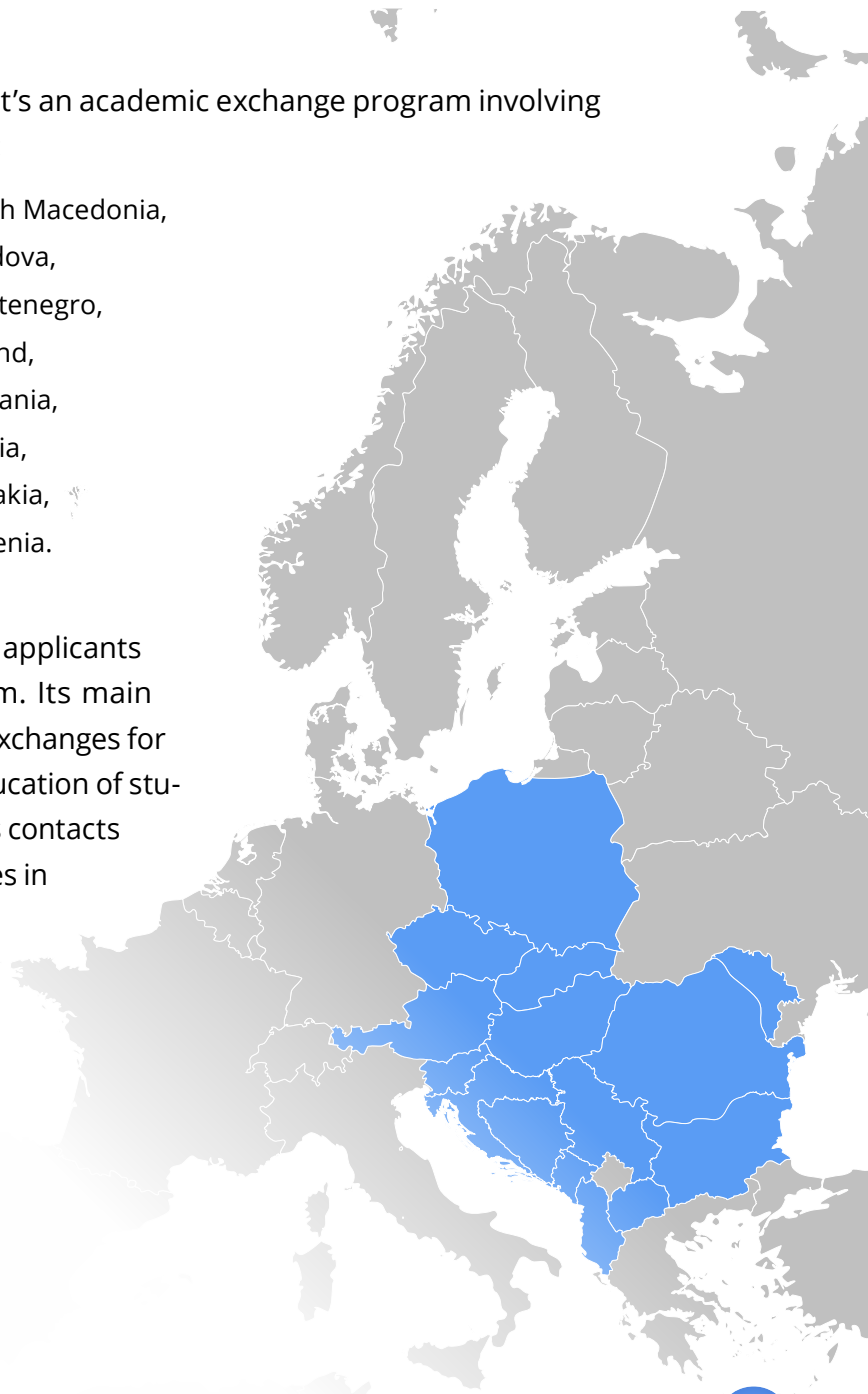 t’s an academic exchange program involving
h Macedonia,
dova,
tenegro,
nd,
ania,
ia,
akia,
enia.
applicants
m. Its main
xchanges for
ucation of stu-
s contacts
es in